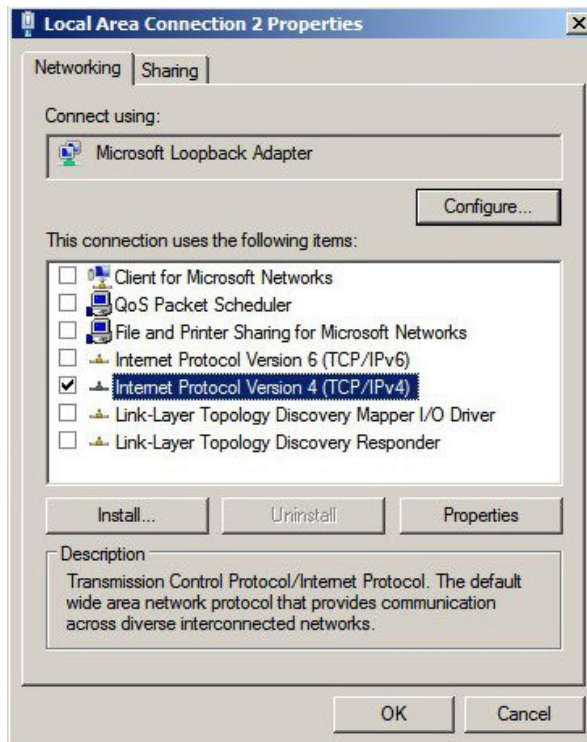 Local Area Connection 2 Properties
Networking
Sharing
Connect using:
Microsoft Loopback Adapter
Configure...
This connection uses the following items:
Client for Microsoft Networks
QoS Packet Scheduler
File and Printer Sharing for Microsoft Networks
Internet Protocol Version 6 (TCP/IPv6)
Internet Protocol Version 4 (TCP/IPv4)
Link-Layer Topology Discovery Mapper I/O Driver
Link-Layer Topology Discovery Responder
Install...
Uninstall
Properties
Description
Transmission Control Protocol/Internet Protocol. The default
wide area network protocol that provides communication
across diverse interconnected networks.
OK
Cancel